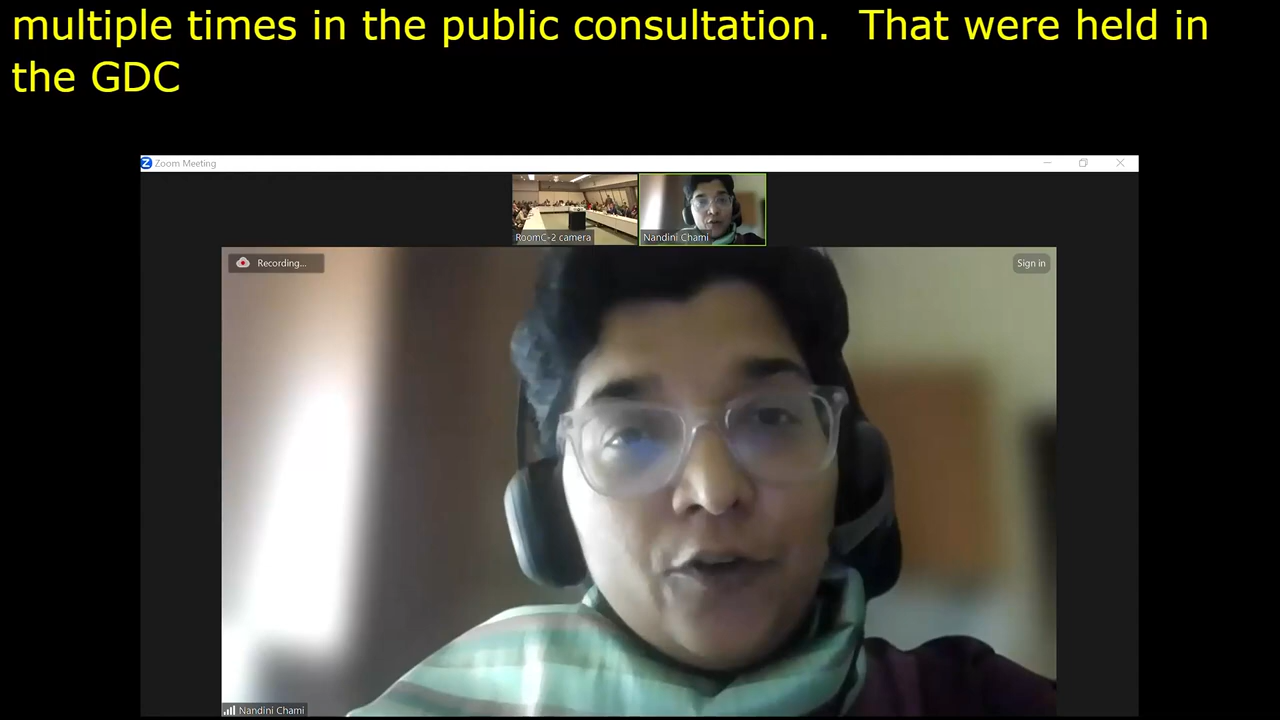 multiple times in the public consultation.  That were held in
the GDC
Zoom Meeting
RoomC-2 camera
Nandini Chami
Recording...
Sign in
Nandini Chami